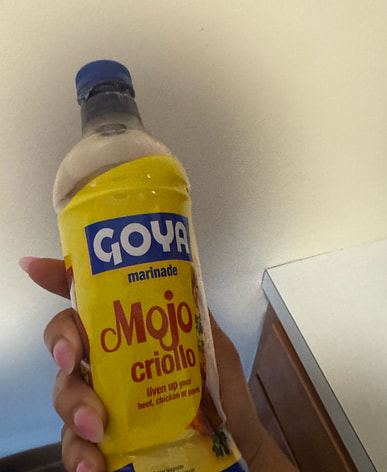 GOYA
marinade
Mojo
criollo
liven up your
beef, chicken or pork